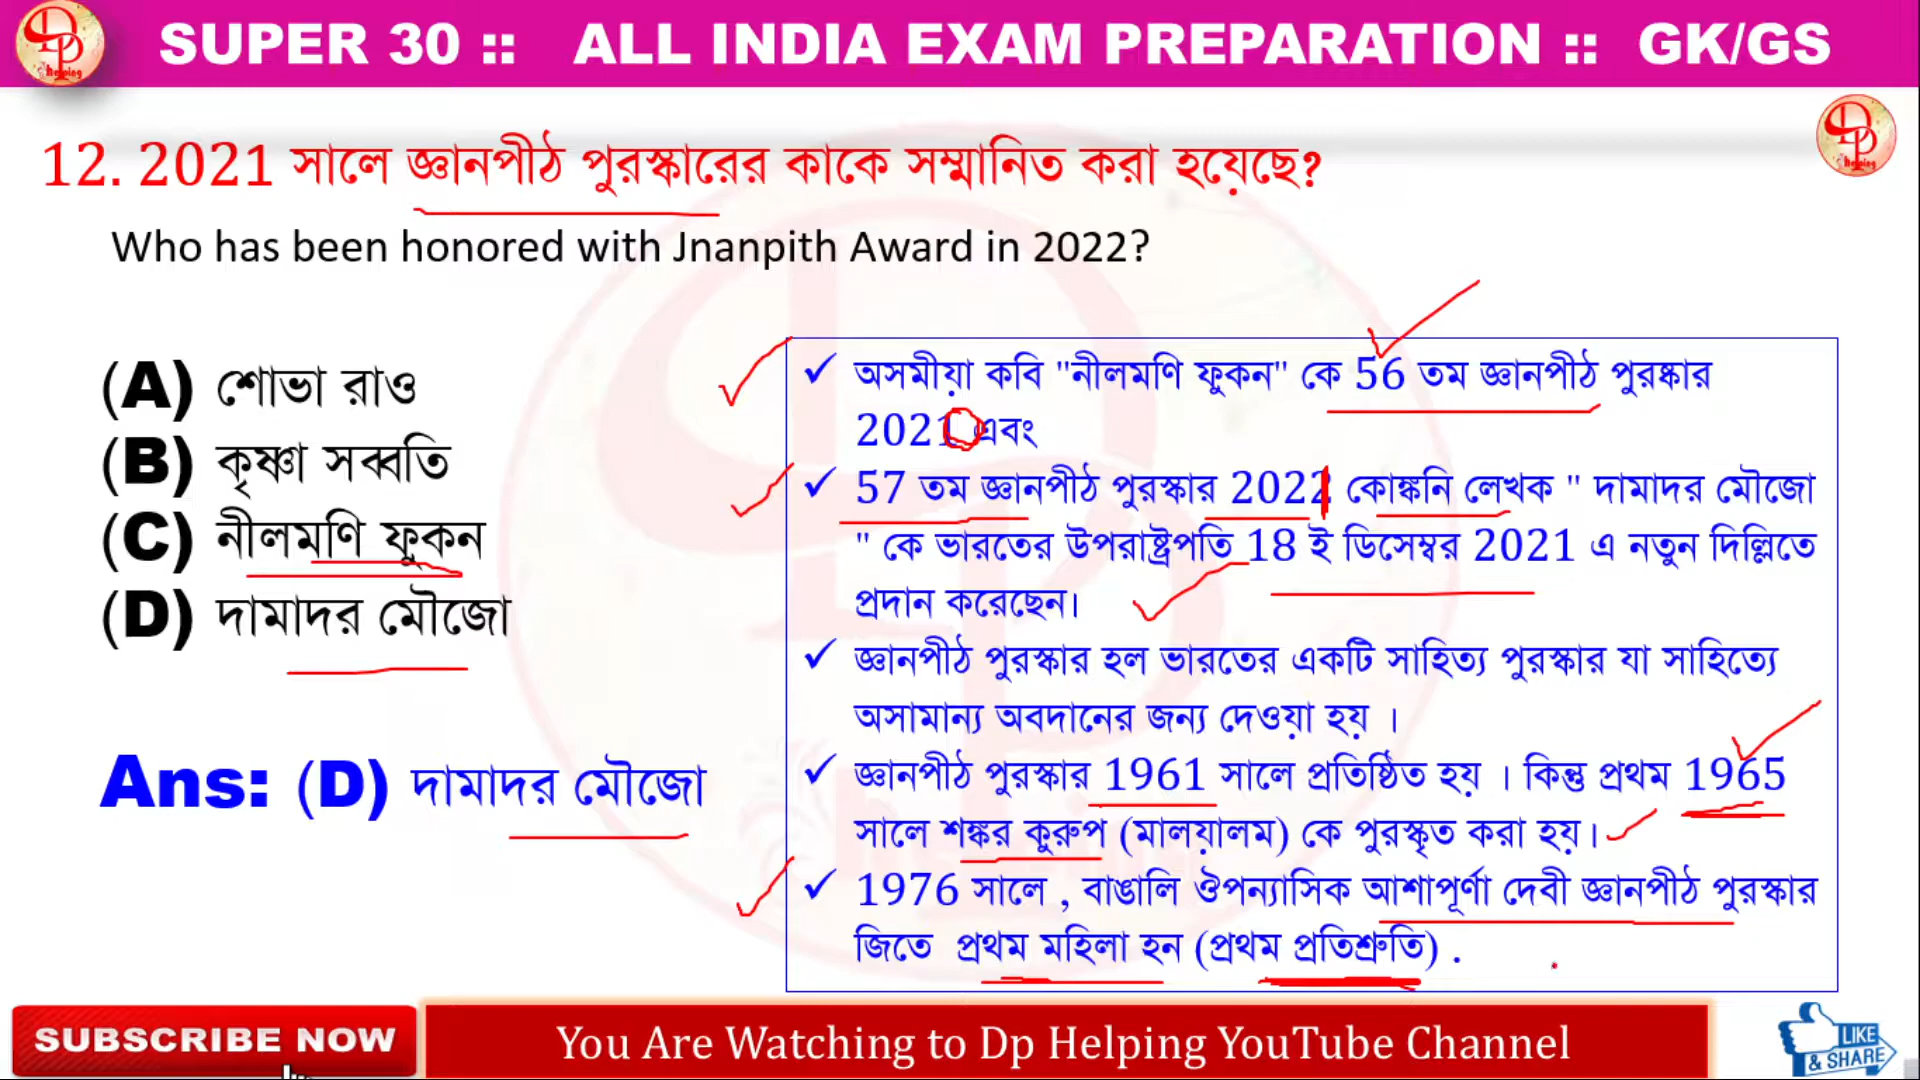 SUPER 30 :: ALL INDIA EXAM PREPARATION :: GK/GS
12. 2021 সালে জ্ঞানপীঠ পুরস্কারের কাকে সম্মানিত করা হয়েছে?
Who has been honored with Jnanpith Award in 2022?
(A) শোভা রাও
(B) কৃষ্ণা সব্বতি
(C) নীলমণি ফুকন
(D) দামাদর মৌজো
Ans: (D) দামাদর মৌজো
✓ অসমীয়া কবি "নীলমণি ফুকন" কে 56 তম জ্ঞানপীঠ পুরষ্কার
2021 এবং
✓ 57 তম জ্ঞানপীঠ পুরস্কার 2022 কোঙ্কনি লেখক " দামাদর মৌজো
" কে ভারতের উপরাষ্ট্রপতি 18 ই ডিসেম্বর 2021 এ নতুন দিল্লিতে
প্রদান করেছেন।
✓ জ্ঞানপীঠ পুরস্কার হল ভারতের একটি সাহিত্য পুরস্কার যা সাহিত্যে
অসামান্য অবদানের জন্য দেওয়া হয় ।
✓ জ্ঞানপীঠ পুরস্কার 1961 সালে প্রতিষ্ঠিত হয় । কিন্তু প্রথম 1965
সালে শঙ্কর কুরুপ (মালয়ালম) কে পুরস্কৃত করা হয়।
✓ 1976 সালে , বাঙালি ঔপন্যাসিক আশাপূর্ণা দেবী জ্ঞানপীঠ পুরস্কার
জিতে প্রথম মহিলা হন (প্রথম প্রতিশ্রুতি) .
SUBSCRIBE NOW
You Are Watching to Dp Helping YouTube Channel
LIKE
& SHARE